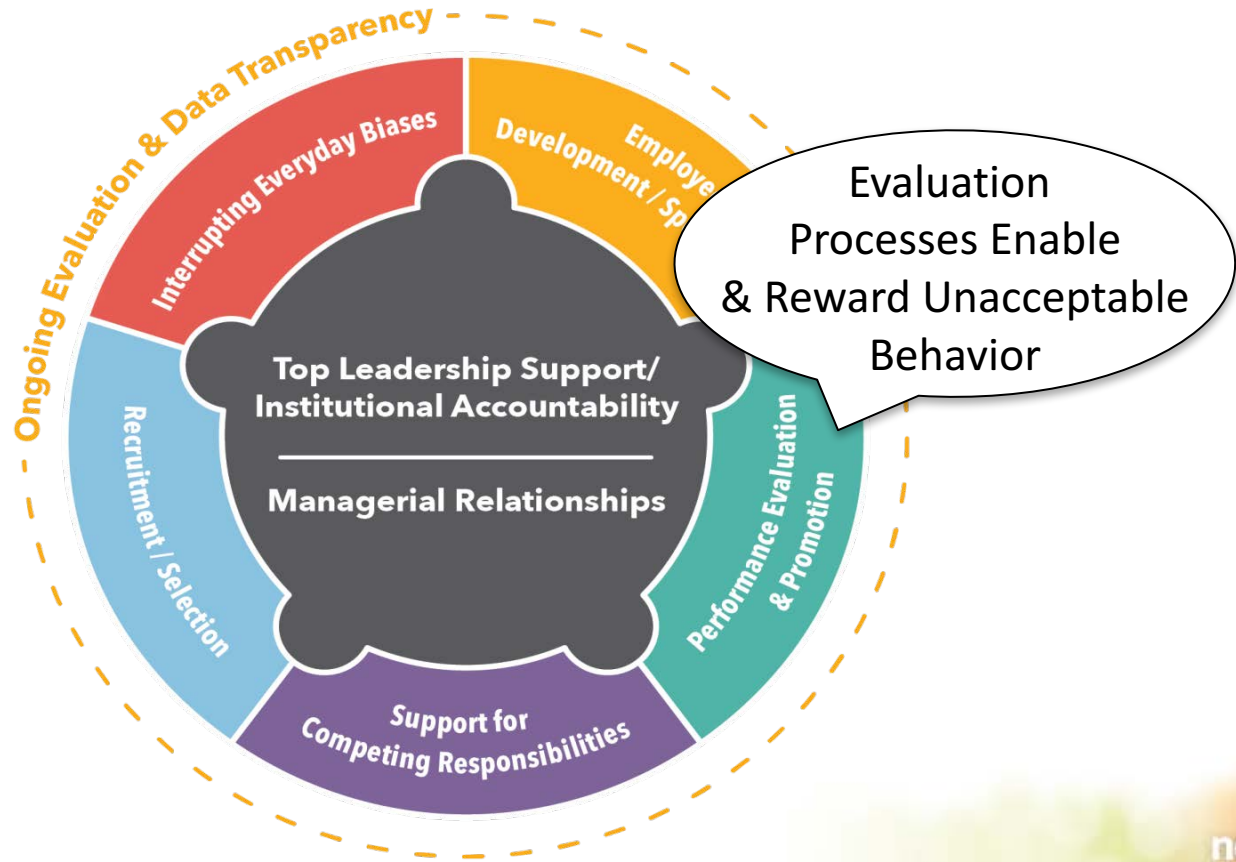 Ongoing Evaluation & Data Transparency
Interrupting Everyday Biases
Development /
Evaluation
Processes Enable
& Reward Unacceptable
Behavior
Top Leadership Support/
Institutional Accountability
Managerial Relationships
Recruitment / Selection
Performance Evaluation
& Promotion
Support for
Competing Responsibilities